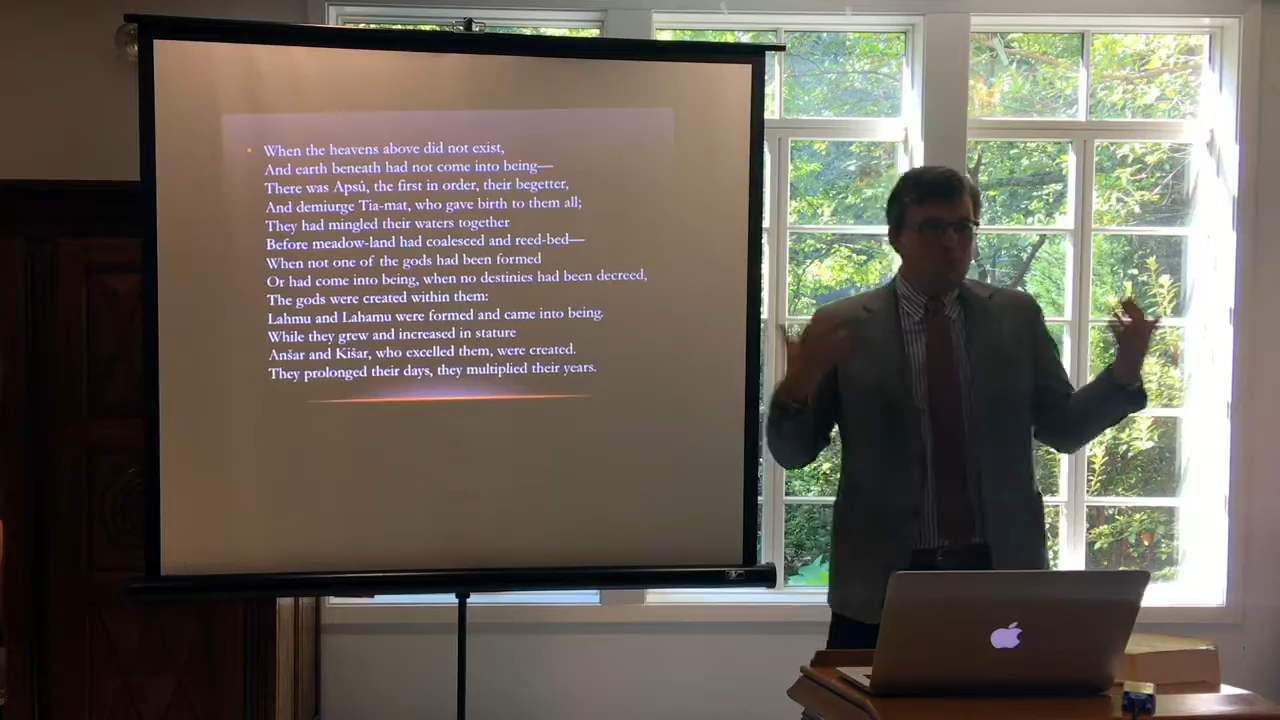 When the heavens above did not exist,
And earth beneath had not come into being—
There was Apsû, the first in order, their begetter,
And demiurge Tia-mat, who gave birth to them all;
They had mingled their waters together
Before meadow-land had coalesced and reed-bed—
When not one of the gods had been formed
Or had come into being, when no destinies had been decreed,
The gods were created within them:
Lahmu and Lahamu were formed and came into being.
While they grew and increased in stature
Anšar and Kišar, who excelled them, were created.
They prolonged their days, they multiplied their years.